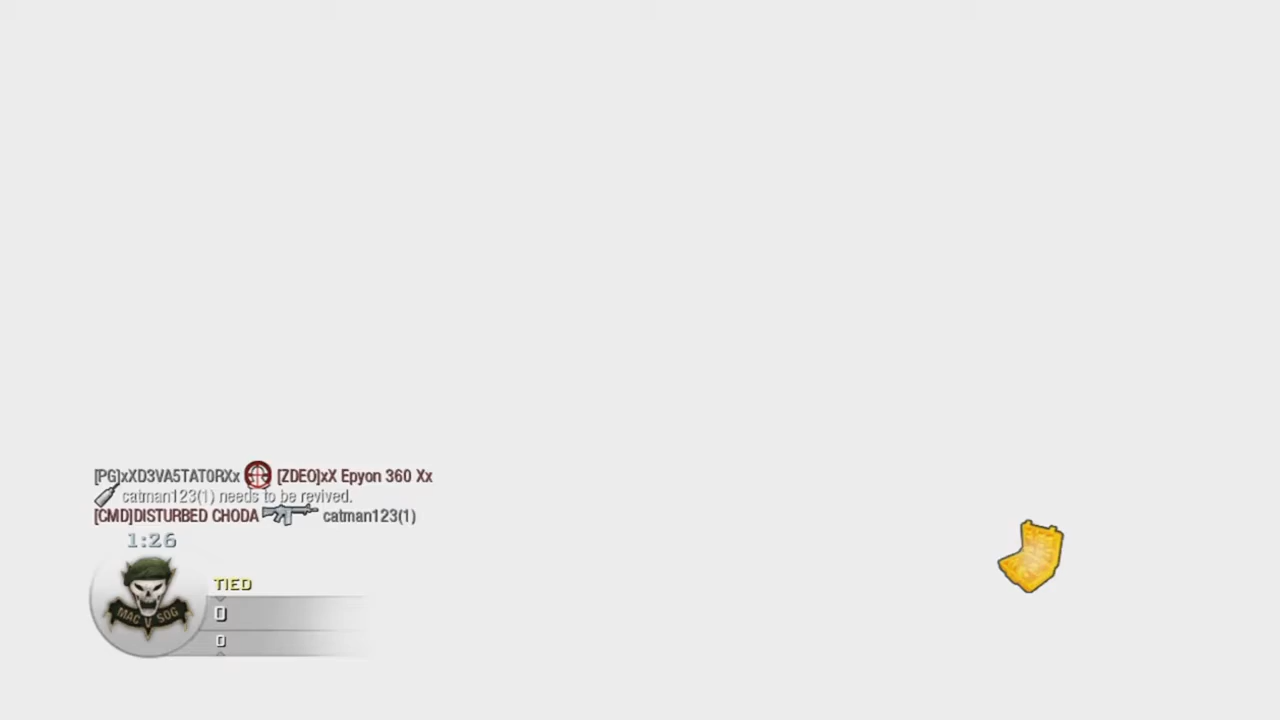 [PG]xXD3VA5TAT0RXx [ZDEO]xX Epyon 360 Xx
catman123(1) needs to be revived.
[CMD]DISTURBED CHODA catman123(1)
1:26
TIED
MAC V SOG
0
0